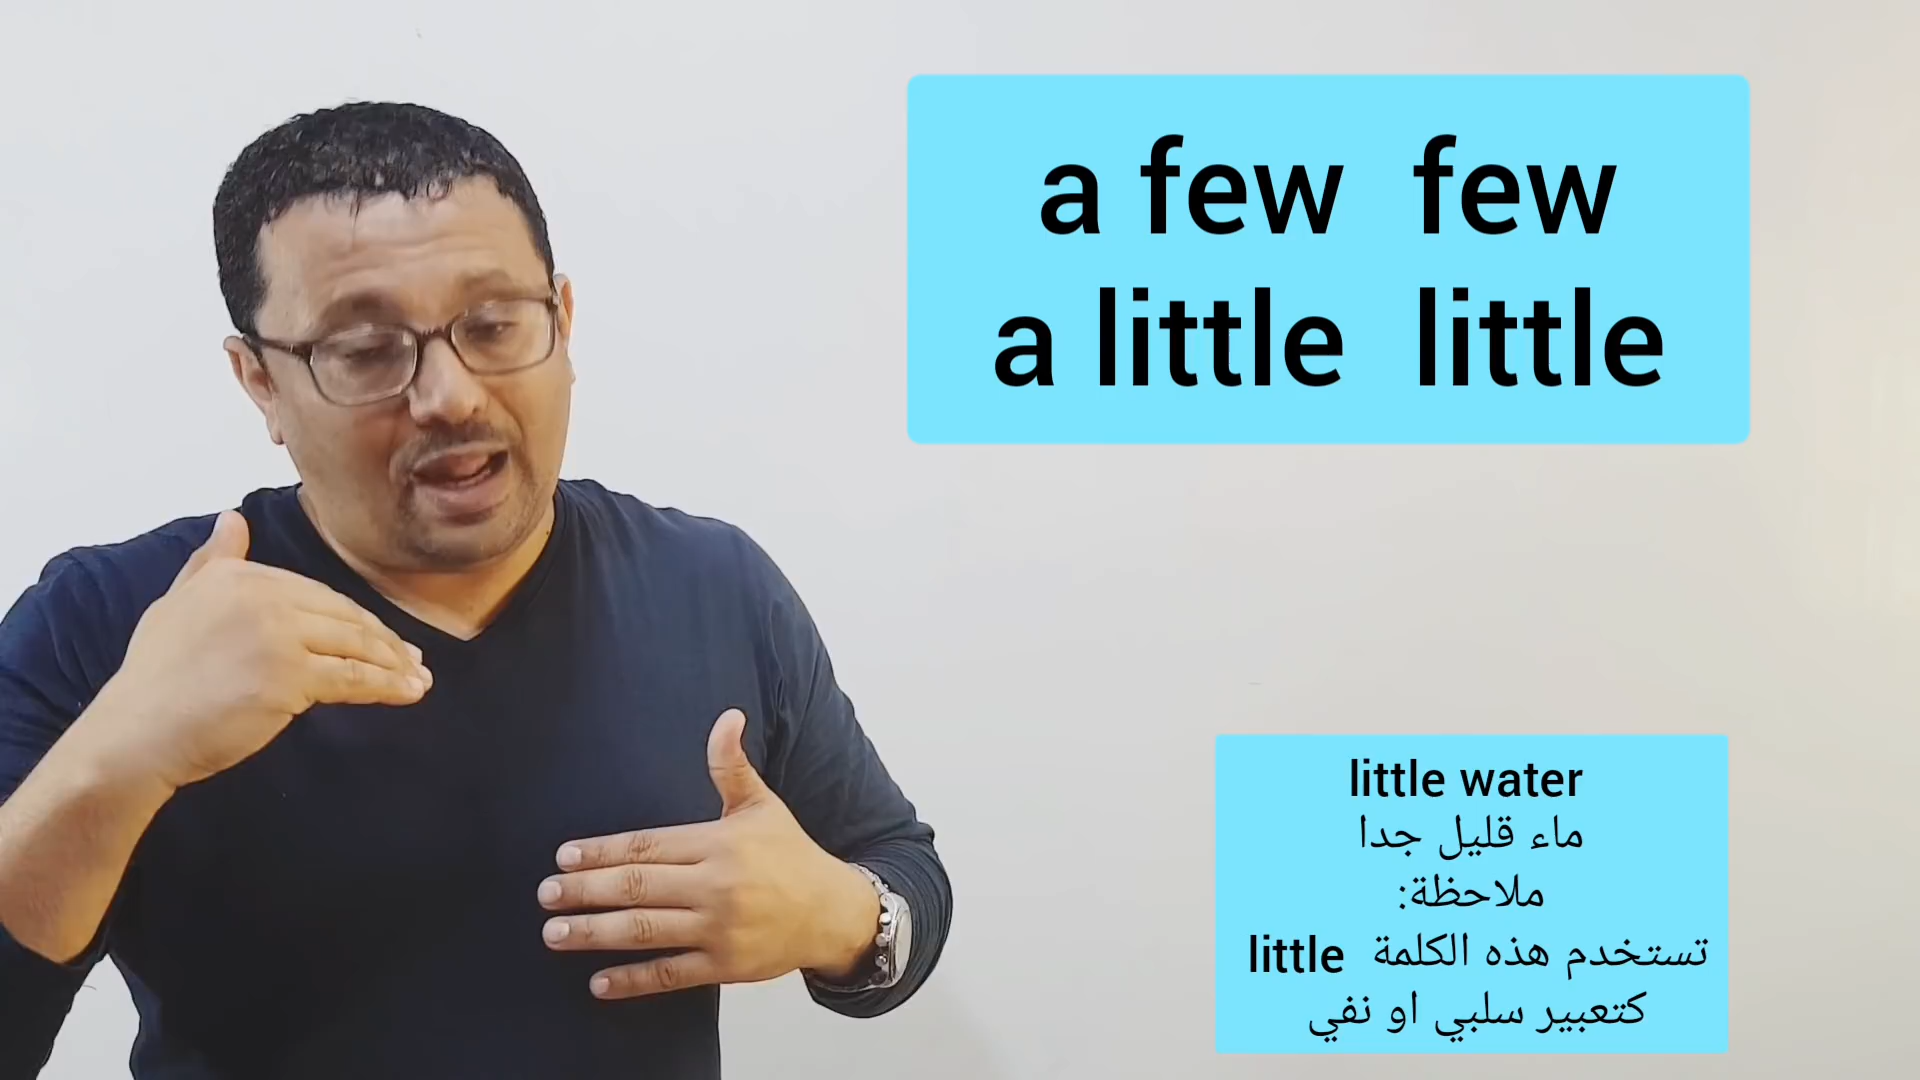 a few few
a little little
little water
ماء قليل جدا
ملاحظة:
تستخدم هذه الكلمة little
كتعبير سلبي او نفي